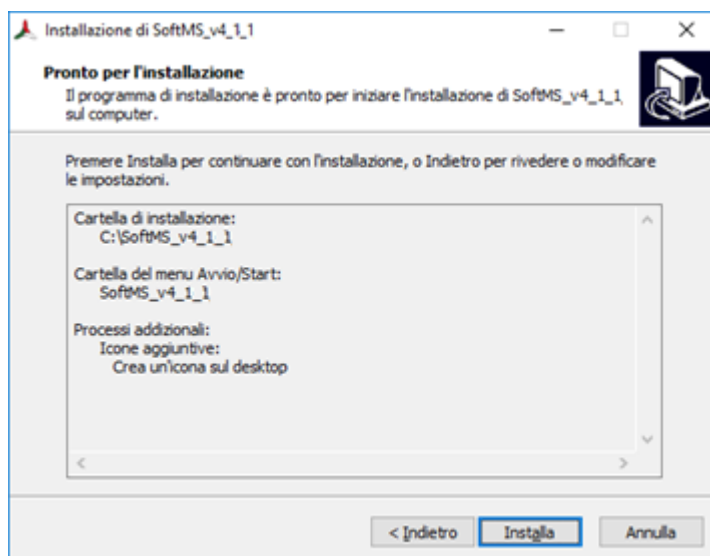 Installazione di SoftMS_v4_1_1
Pronto per l'installazione
Il programma di installazione è pronto per iniziare l'installazione di SoftMS_v4_1_1
sul computer.
Premere Installa per continuare con l'installazione, o Indietro per rivedere o modificare
le impostazioni.
Cartella di installazione:
C:\SoftMS_v4_1_1
Cartella del menu Avvio/Start:
SoftMS_v4_1_1
Processi addizionali:
Icone aggiuntive:
Crea un'icona sul desktop
< Indietro
Installa
Annulla